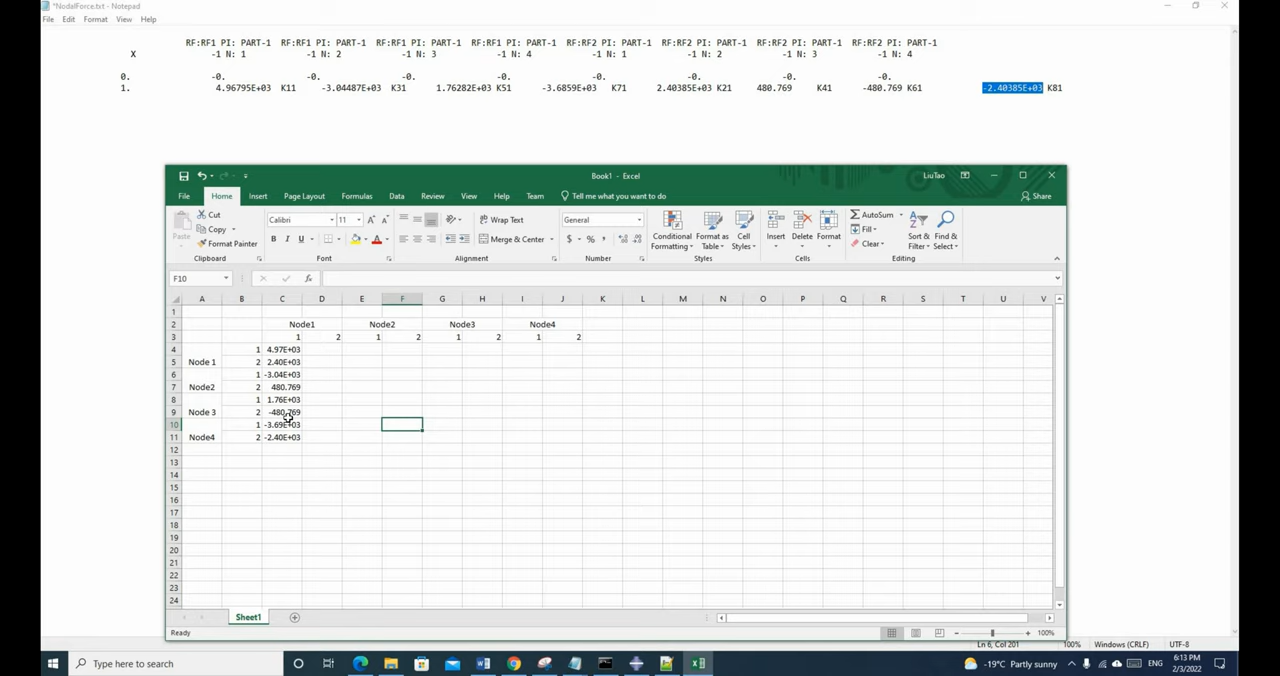 *NodalForce.txt - Notepad
File Edit Format View Help
RF:RF1 PI: PART-1 RF:RF1 PI: PART-1 RF:RF1 PI: PART-1 RF:RF1 PI: PART-1 RF:RF2 PI: PART-1 RF:RF2 PI: PART-1 RF:RF2 PI: PART-1 RF:RF2 PI: PART-1
X -1 N: 1 -1 N: 2 -1 N: 3 -1 N: 4 -1 N: 1 -1 N: 2 -1 N: 3 -1 N: 4
0. -0. -0. -0. -0. -0. -0. -0. -0.
1. 4.96795E+03 K11 -3.04487E+03 K31 1.76282E+03 K51 -3.6859E+03 K71 2.40385E+03 K21 480.769 K41 -480.769 K61 -2.40385E+03 K81
Book1 - Excel LiuTao
File Home Insert Page Layout Formulas Data Review View Help Team Tell me what you want to do Share
Cut Calibri 11 A A Wrap Text General AutoSum
Paste Copy Conditional Format as Cell Insert Delete Format Fill Sort & Find &
Format Painter B I U A Merge & Center $ % , Formatting Table Styles Clear Filter Select
Clipboard Font Alignment Number Styles Cells Editing
F10 fx
A B C D E F G H I J K L M N O P Q R S T U V
1
2 Node1 Node2 Node3 Node4
3 1 2 1 2 1 2 1 2
4 1 4.97E+03
5 Node 1 2 2.40E+03
6 1 -3.04E+03
7 Node2 2 480.769
8 1 1.76E+03
9 Node 3 2 -480.769
10 1 -3.69E+03
11 Node4 2 -2.40E+03
12
13
14
15
16
17
18
19
20
21
22
23
24
Sheet1
Ready 100%
Ln 6, Col 201 100% Windows (CRLF) UTF-8
Type here to search -19°C Partly sunny ENG 6:13 PM
2/3/2022